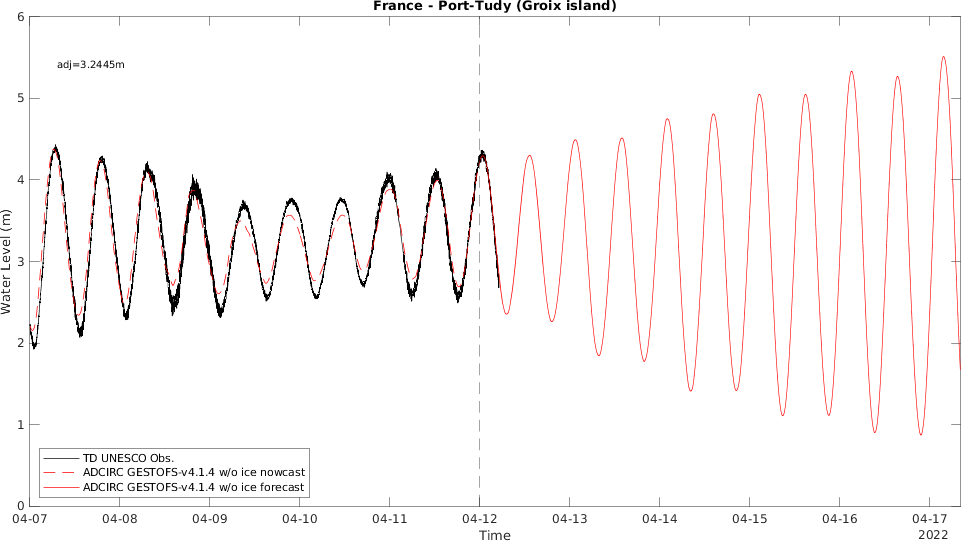 France - Port-Tudy (Groix island)
6
adj=3.2445m
5
4
3
2
1
0
Water Level (m)
TD UNESCO Obs.
ADCIRC GESTOFS-v4.1.4 w/o ice nowcast
ADCIRC GESTOFS-v4.1.4 w/o ice forecast
04-07 04-08 04-09 04-10 04-11 04-12 04-13 04-14 04-15 04-16 04-17
Time
2022